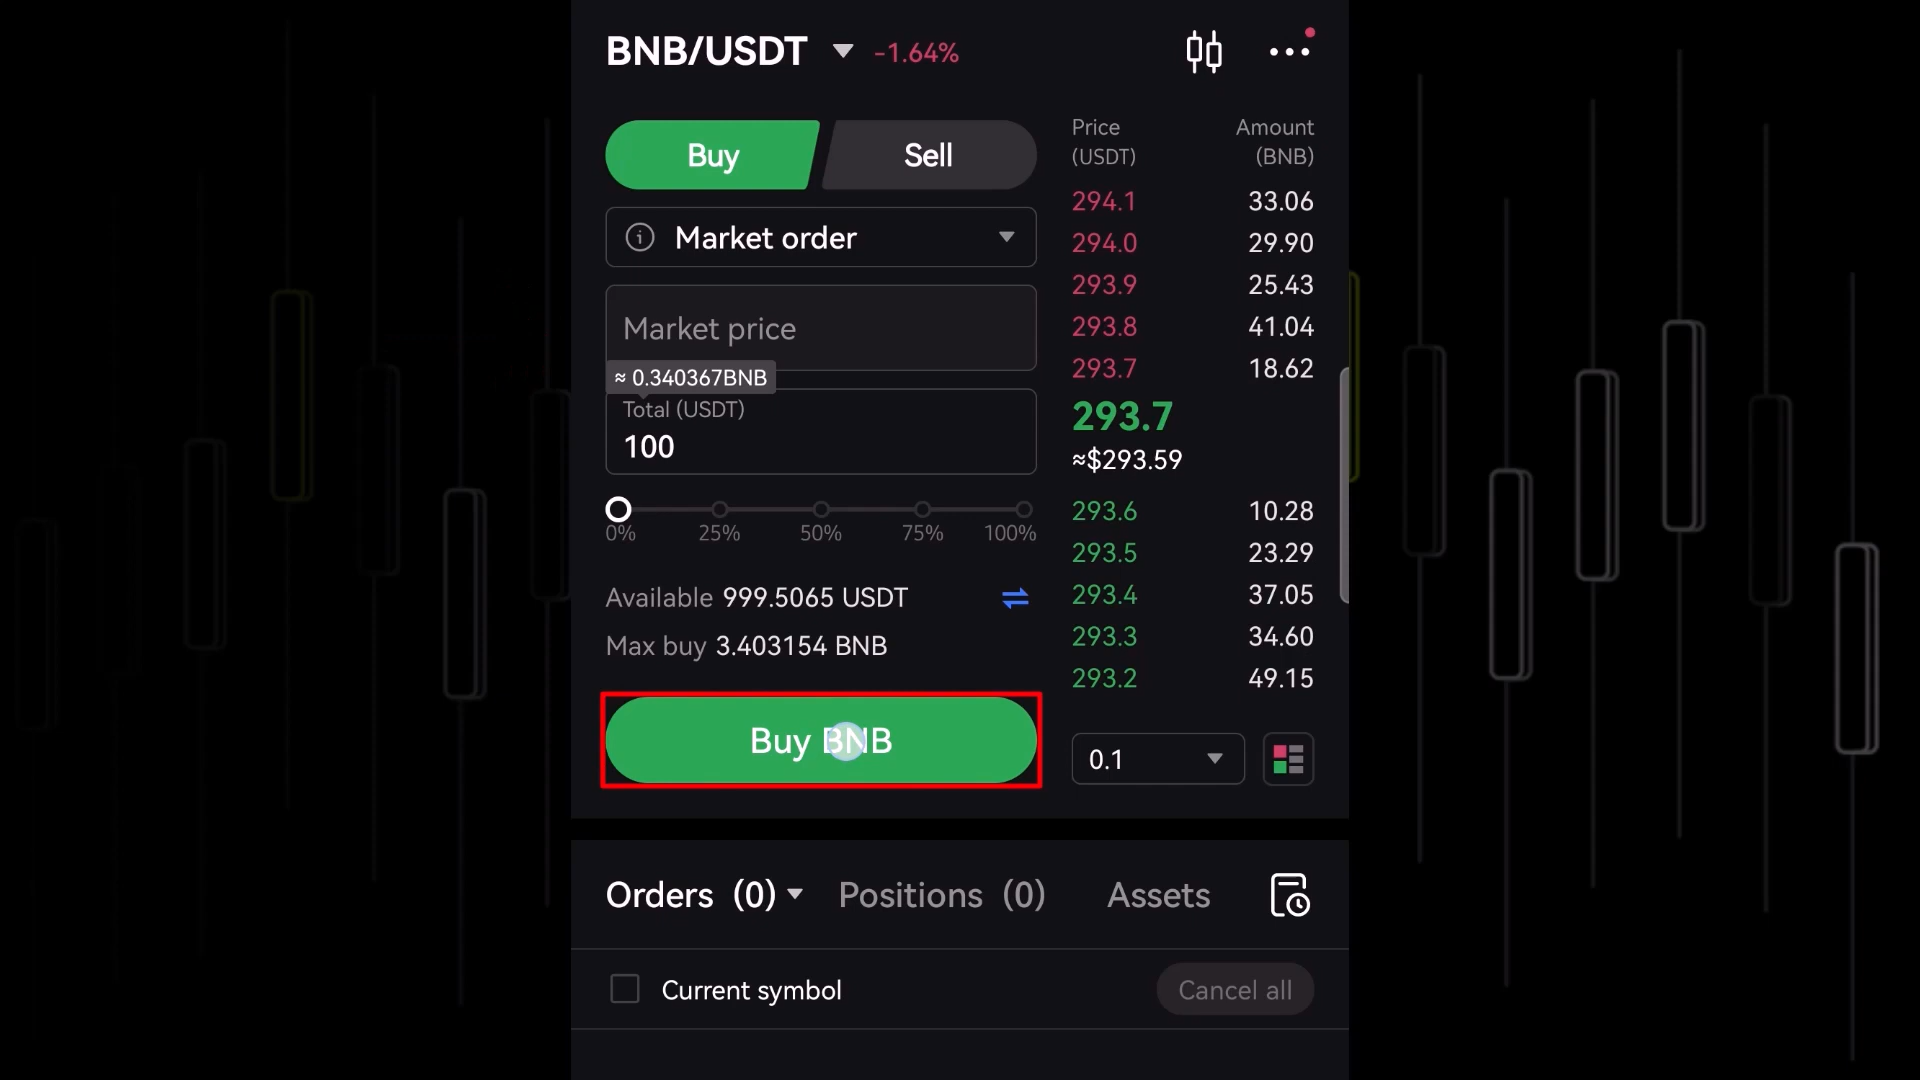 BNB/USDT -1.64%
Buy Sell
Market order
Market price
≈ 0.340367BNB
Total (USDT)
100
0% 25% 50% 75% 100%
Available 999.5065 USDT
Max buy 3.403154 BNB
Buy BNB
Price Amount
(USDT) (BNB)
294.1 33.06
294.0 29.90
293.9 25.43
293.8 41.04
293.7 18.62
293.7
≈$293.59
293.6 10.28
293.5 23.29
293.4 37.05
293.3 34.60
293.2 49.15
0.1
Orders (0) Positions (0) Assets
Current symbol Cancel all